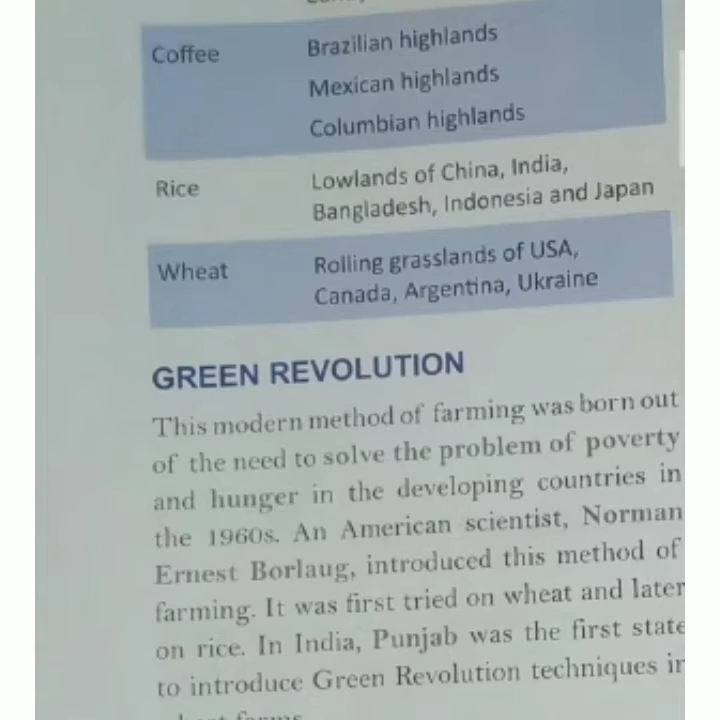 Coffee Brazilian highlands
Mexican highlands
Columbian highlands
Rice Lowlands of China, India,
Bangladesh, Indonesia and Japan
Wheat Rolling grasslands of USA,
Canada, Argentina, Ukraine
GREEN REVOLUTION
This modern method of farming was born out
of the need to solve the problem of poverty
and hunger in the developing countries in
the 1960s. An American scientist, Norman
Ernest Borlaug, introduced this method of
farming. It was first tried on wheat and later
on rice. In India, Punjab was the first state
to introduce Green Revolution techniques in